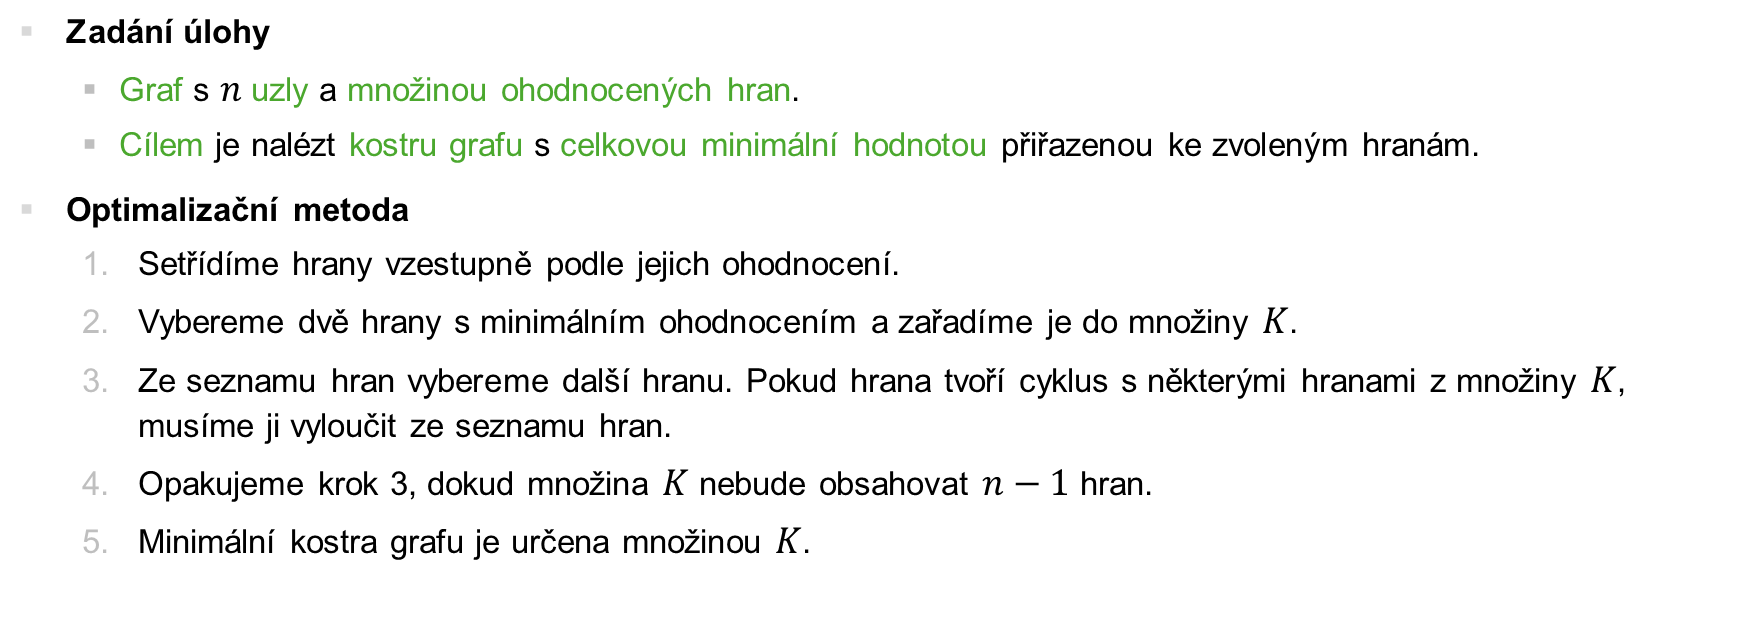 Zadání úlohy
Graf s n uzly a množinou ohodnocených hran.
Cílem je nalézt kostru grafu s celkovou minimální hodnotou přiřazenou ke zvoleným hranám.
Optimalizační metoda
1. Setřídíme hrany vzestupně podle jejich ohodnocení.
2. Vybereme dvě hrany s minimálním ohodnocením a zařadíme je do množiny K.
3. Ze seznamu hran vybereme další hranu. Pokud hrana tvoří cyklus s některými hranami z množiny K,
musíme ji vyloučit ze seznamu hran.
4. Opakujeme krok 3, dokud množina K nebude obsahovat n − 1 hran.
5. Minimální kostra grafu je určena množinou K.